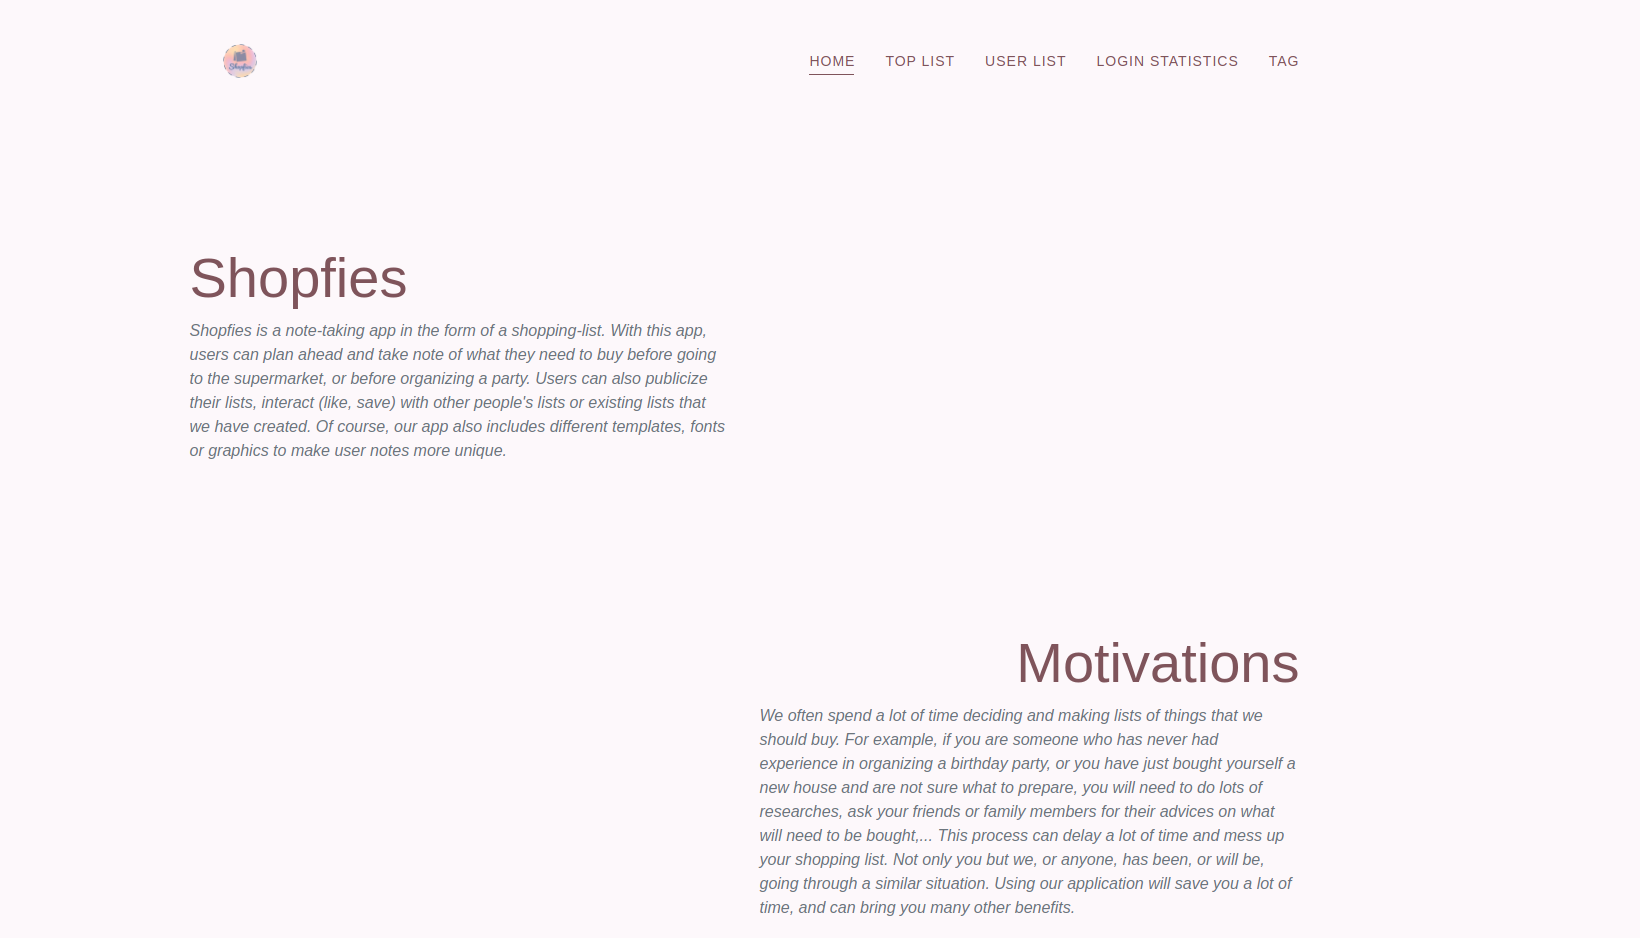 Shopfies
HOME TOP LIST USER LIST LOGIN STATISTICS TAG
Shopfies
Shopfies is a note-taking app in the form of a shopping-list. With this app,
users can plan ahead and take note of what they need to buy before going
to the supermarket, or before organizing a party. Users can also publicize
their lists, interact (like, save) with other people's lists or existing lists that
we have created. Of course, our app also includes different templates, fonts
or graphics to make user notes more unique.
Motivations
We often spend a lot of time deciding and making lists of things that we
should buy. For example, if you are someone who has never had
experience in organizing a birthday party, or you have just bought yourself a
new house and are not sure what to prepare, you will need to do lots of
researches, ask your friends or family members for their advices on what
will need to be bought,... This process can delay a lot of time and mess up
your shopping list. Not only you but we, or anyone, has been, or will be,
going through a similar situation. Using our application will save you a lot of
time, and can bring you many other benefits.